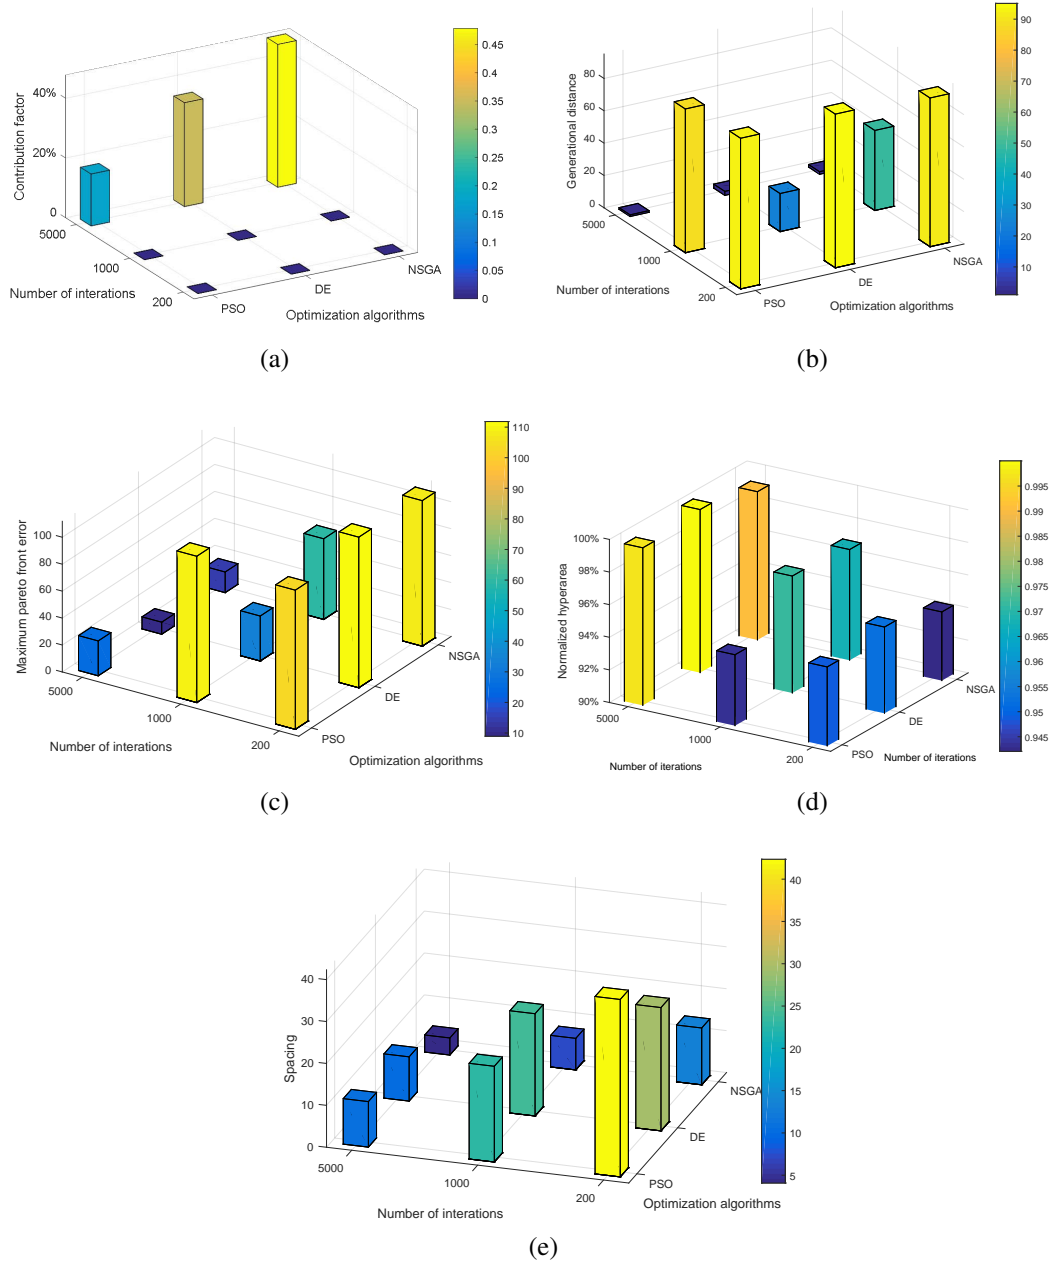 Contribution factor
40%
20%
0
5000
1000
200
Number of interations
PSO
DE
NSGA
Optimization algorithms
0.45
0.4
0.35
0.3
0.25
0.2
0.15
0.1
0.05
0
(a)
Generational distance
80
60
40
20
0
5000
1000
200
Number of interations
PSO
DE
NSGA
Optimization algorithms
90
80
70
60
50
40
30
20
10
(b)
Maximum pareto front error
100
80
60
40
20
0
5000
1000
200
Number of interations
PSO
DE
NSGA
Optimization algorithms
110
100
90
80
70
60
50
40
30
20
10
(c)
Normalized hyperarea
100%
98%
96%
94%
92%
90%
5000
1000
200
Number of iterations
PSO
DE
NSGA
Number of iterations
0.995
0.99
0.985
0.98
0.975
0.97
0.965
0.96
0.955
0.95
0.945
(d)
Spacing
40
30
20
10
0
5000
1000
200
Number of interations
PSO
DE
NSGA
Optimization algorithms
40
35
30
25
20
15
10
5
(e)